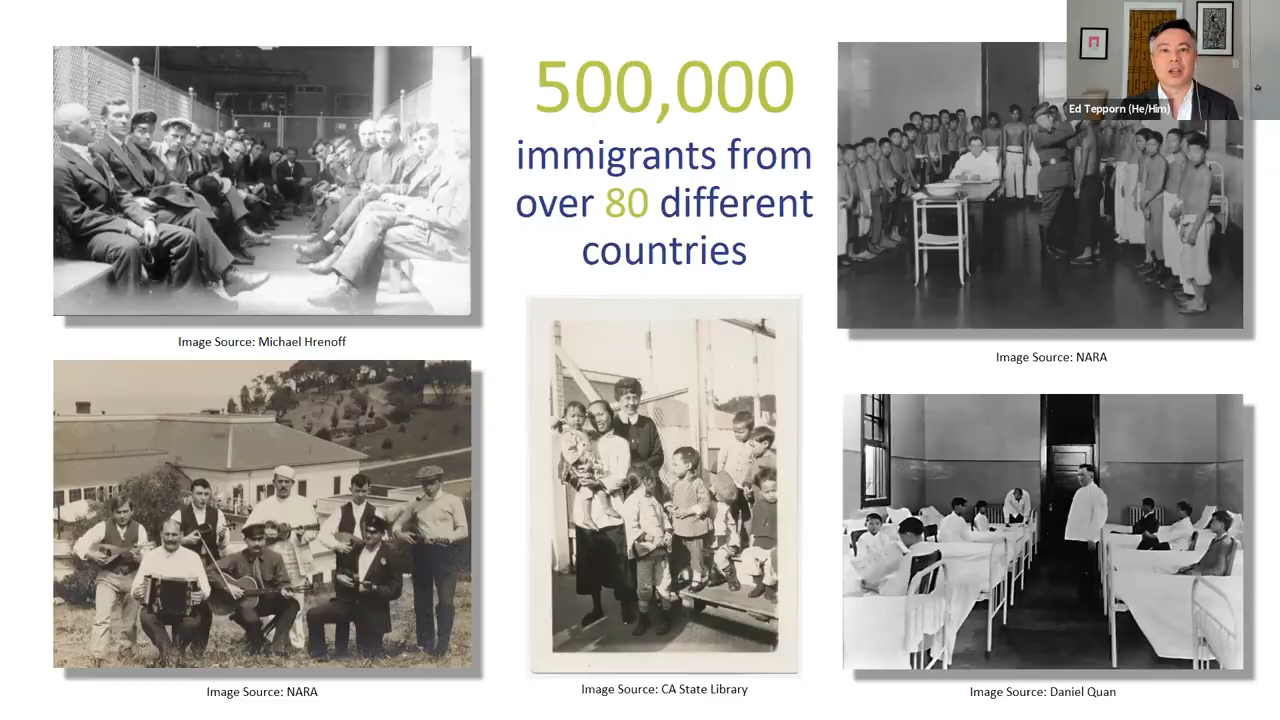 500,000
immigrants from
over 80 different
countries
Ed Tepporn (He/Him)
Image Source: Michael Hrenoff
Image Source: NARA
Image Source: NARA
Image Source: CA State Library
Image Source: Daniel Quan